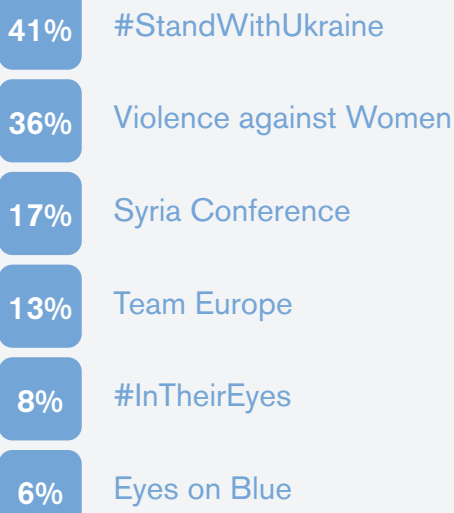 41% #StandWithUkraine
36% Violence against Women
17% Syria Conference
13% Team Europe
8% #InTheirEyes
6% Eyes on Blue